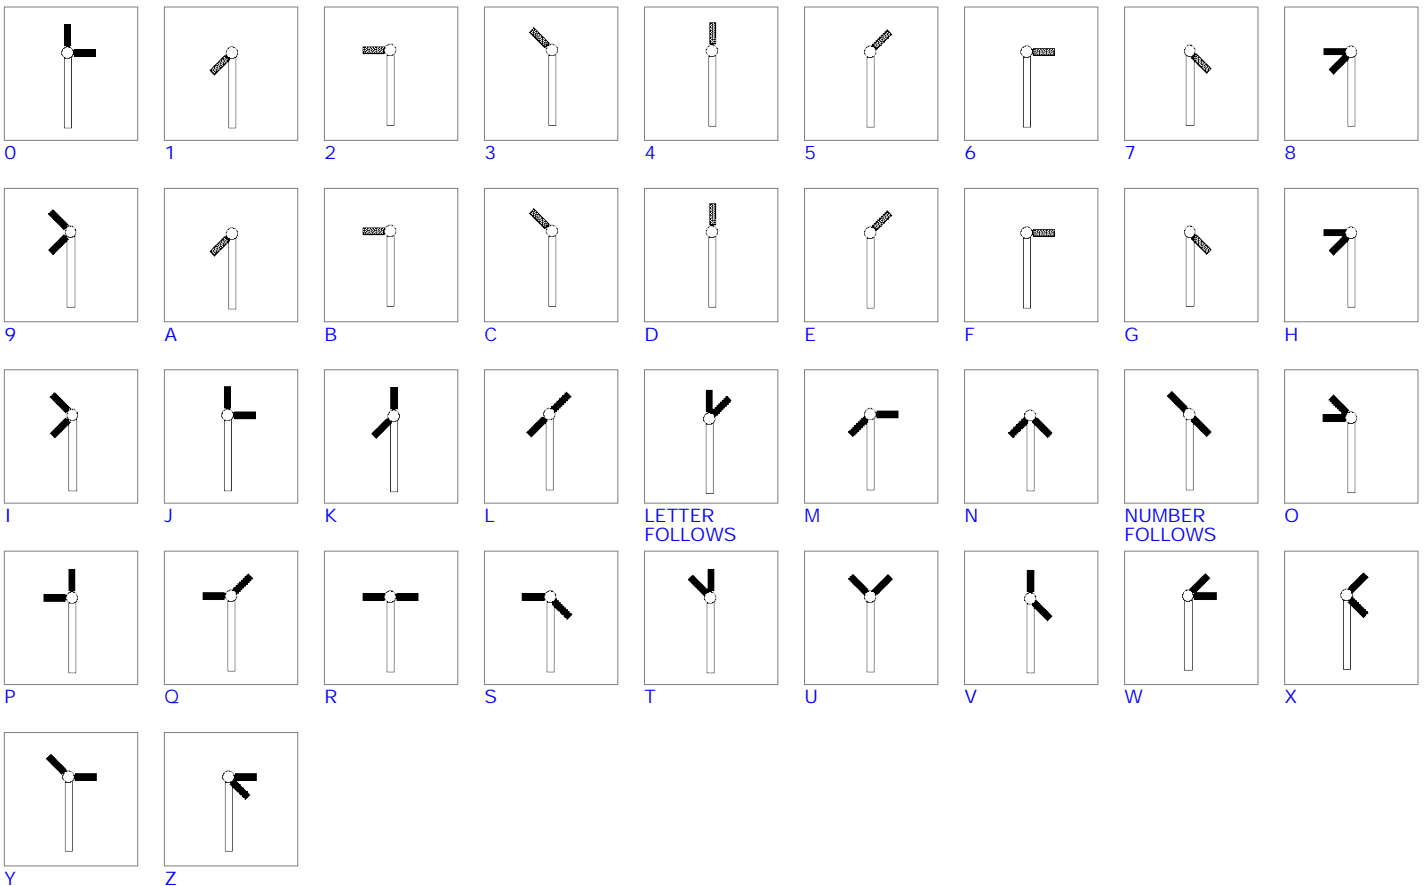 0 1 2 3 4 5 6 7 8
9 A B C D E F G H
I J K L LETTER FOLLOWS M N NUMBER FOLLOWS O
P Q R S T U V W X
Y Z